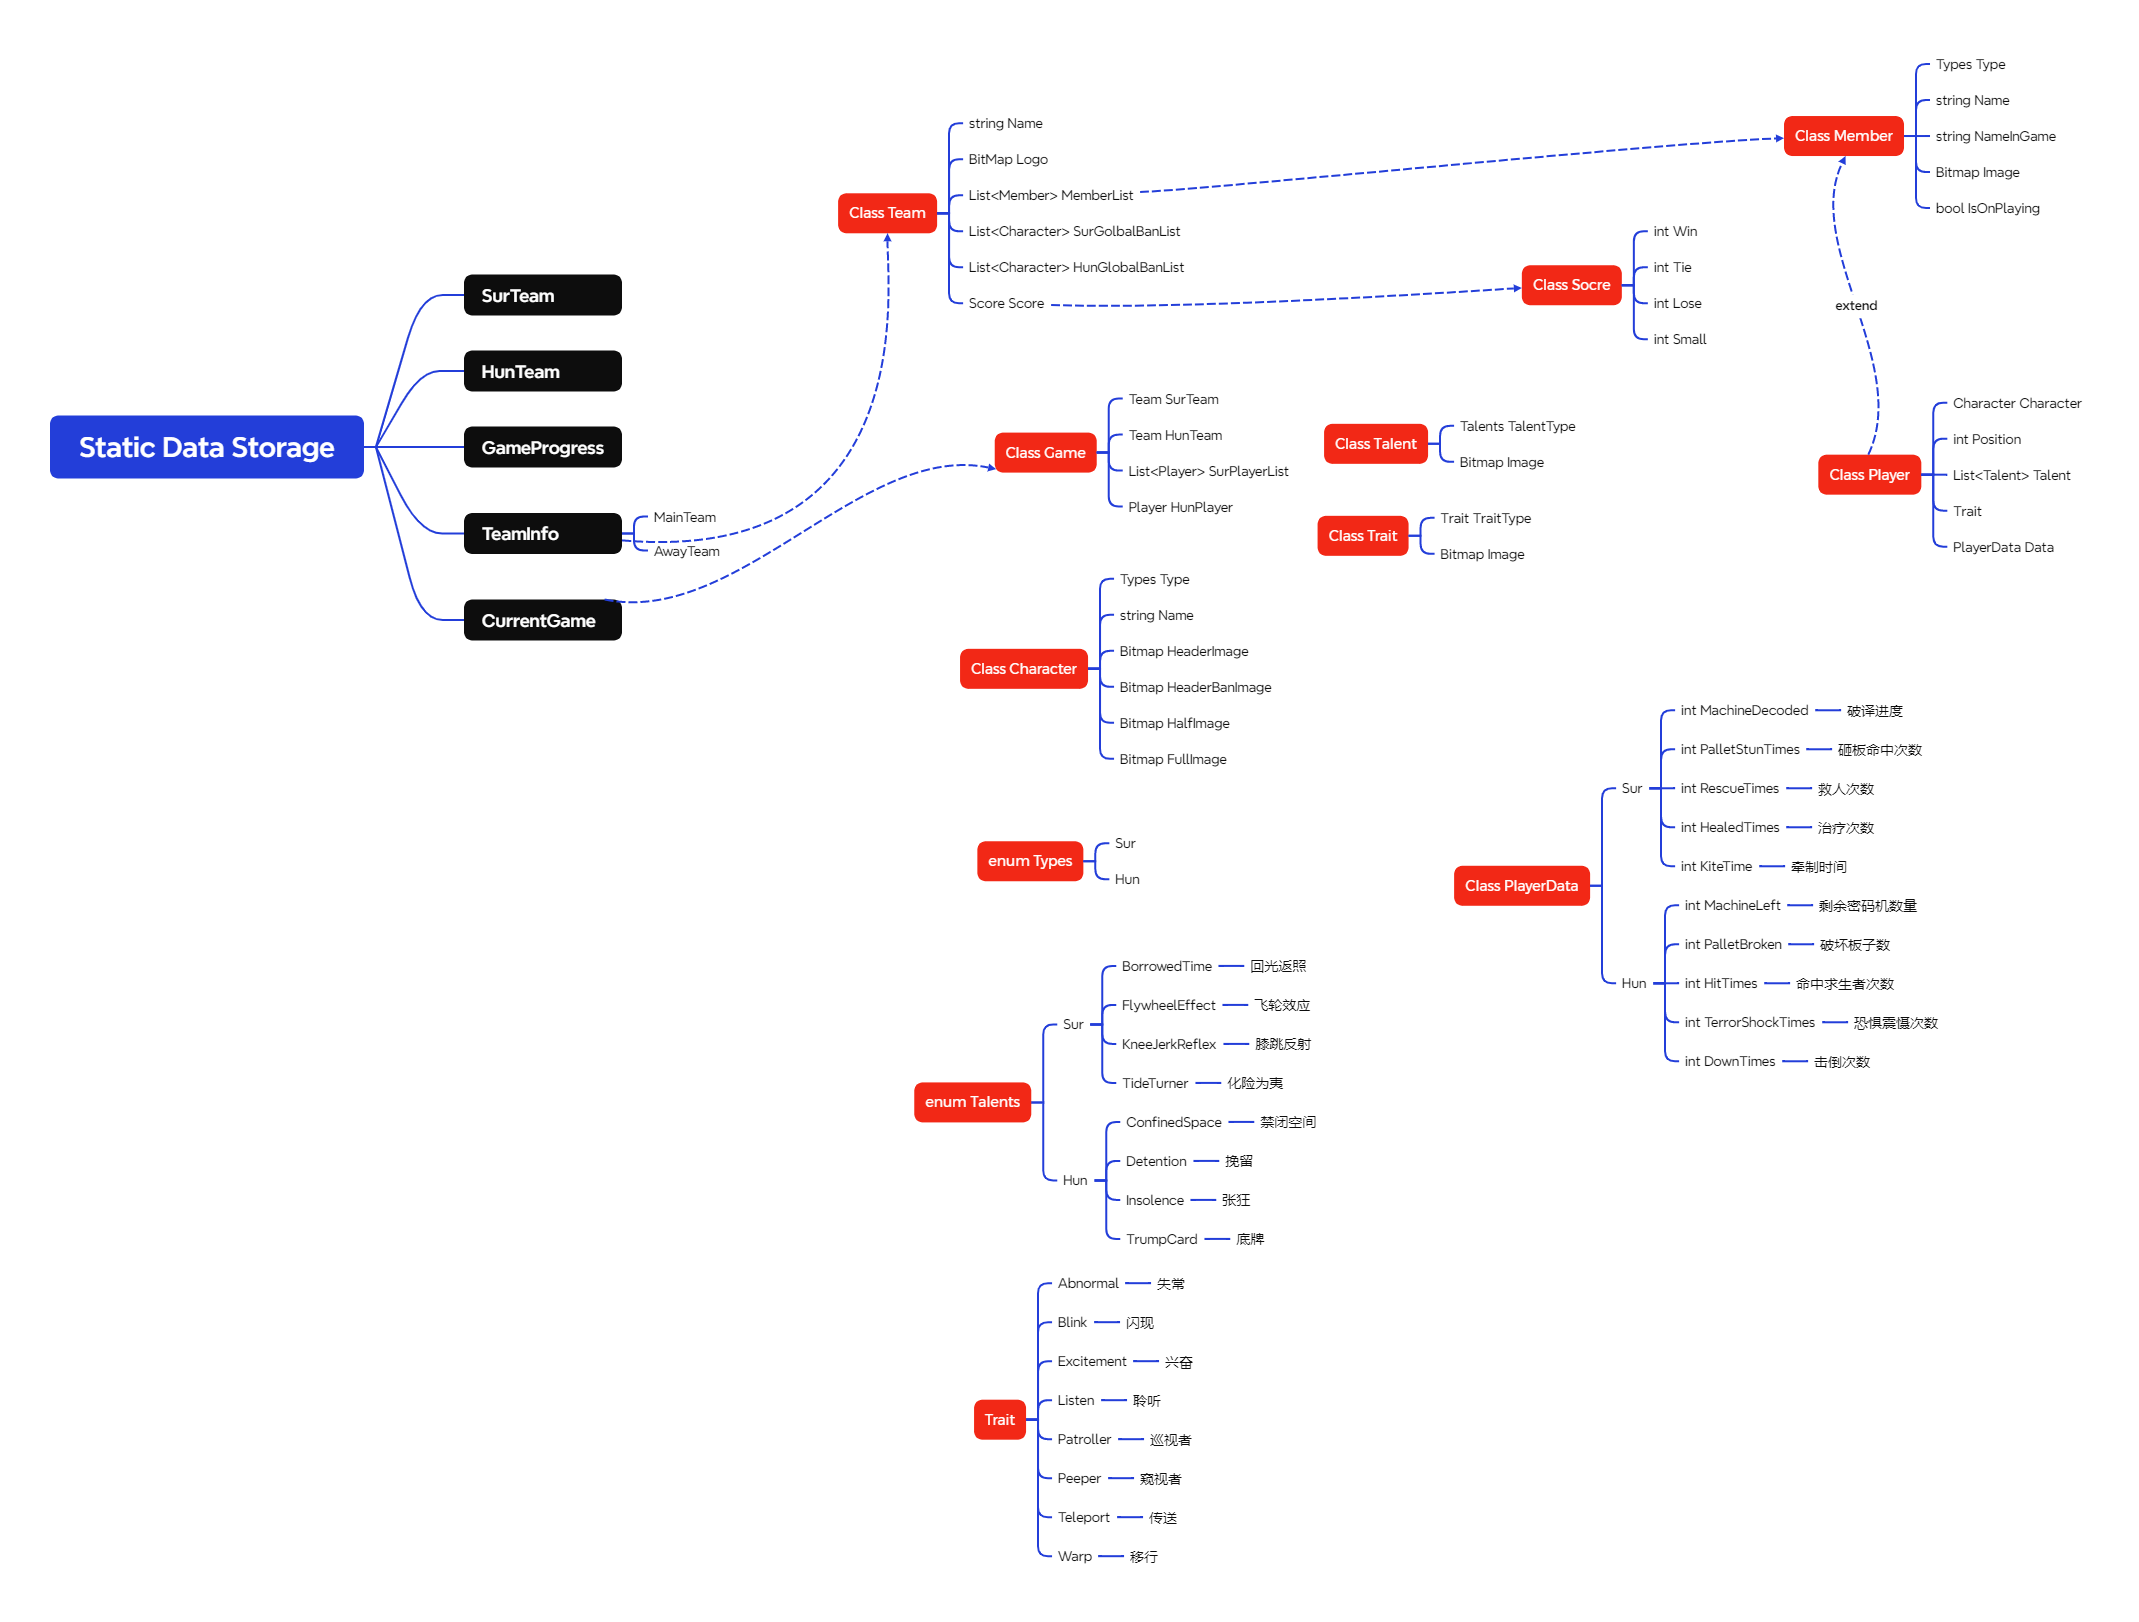 Static Data Storage
SurTeam
HunTeam
GameProgress
TeamInfo
MainTeam
AwayTeam
CurrentGame
Class Team
string Name
BitMap Logo
List<Member> MemberList
List<Character> SurGolbalBanList
List<Character> HunGlobalBanList
Score Score
Class Member
Types Type
string Name
string NameInGame
Bitmap Image
bool IsOnPlaying
Class Socre
int Win
int Tie
int Lose
int Small
extend
Class Game
Team SurTeam
Team HunTeam
List<Player> SurPlayerList
Player HunPlayer
Class Talent
Talents TalentType
Bitmap Image
Class Trait
Trait TraitType
Bitmap Image
Class Player
Character Character
int Position
List<Talent> Talent
Trait
PlayerData Data
Class Character
Types Type
string Name
Bitmap HeaderImage
Bitmap HeaderBanImage
Bitmap HalfImage
Bitmap FullImage
enum Types
Sur
Hun
Class PlayerData
Sur
int MachineDecoded 破译进度
int PalletStunTimes 砸板命中次数
int RescueTimes 救人次数
int HealedTimes 治疗次数
int KiteTime 牵制时间
Hun
int MachineLeft 剩余密码机数量
int PalletBroken 破坏板子数
int HitTimes 命中求生者次数
int TerrorShockTimes 恐惧震慑次数
int DownTimes 击倒次数
enum Talents
Sur
BorrowedTime 回光返照
FlywheelEffect 飞轮效应
KneeJerkReflex 膝跳反射
TideTurner 化险为夷
Hun
ConfinedSpace 禁闭空间
Detention 挽留
Insolence 张狂
TrumpCard 底牌
Trait
Abnormal 失常
Blink 闪现
Excitement 兴奋
Listen 聆听
Patroller 巡视者
Peeper 窥视者
Teleport 传送
Warp 移行